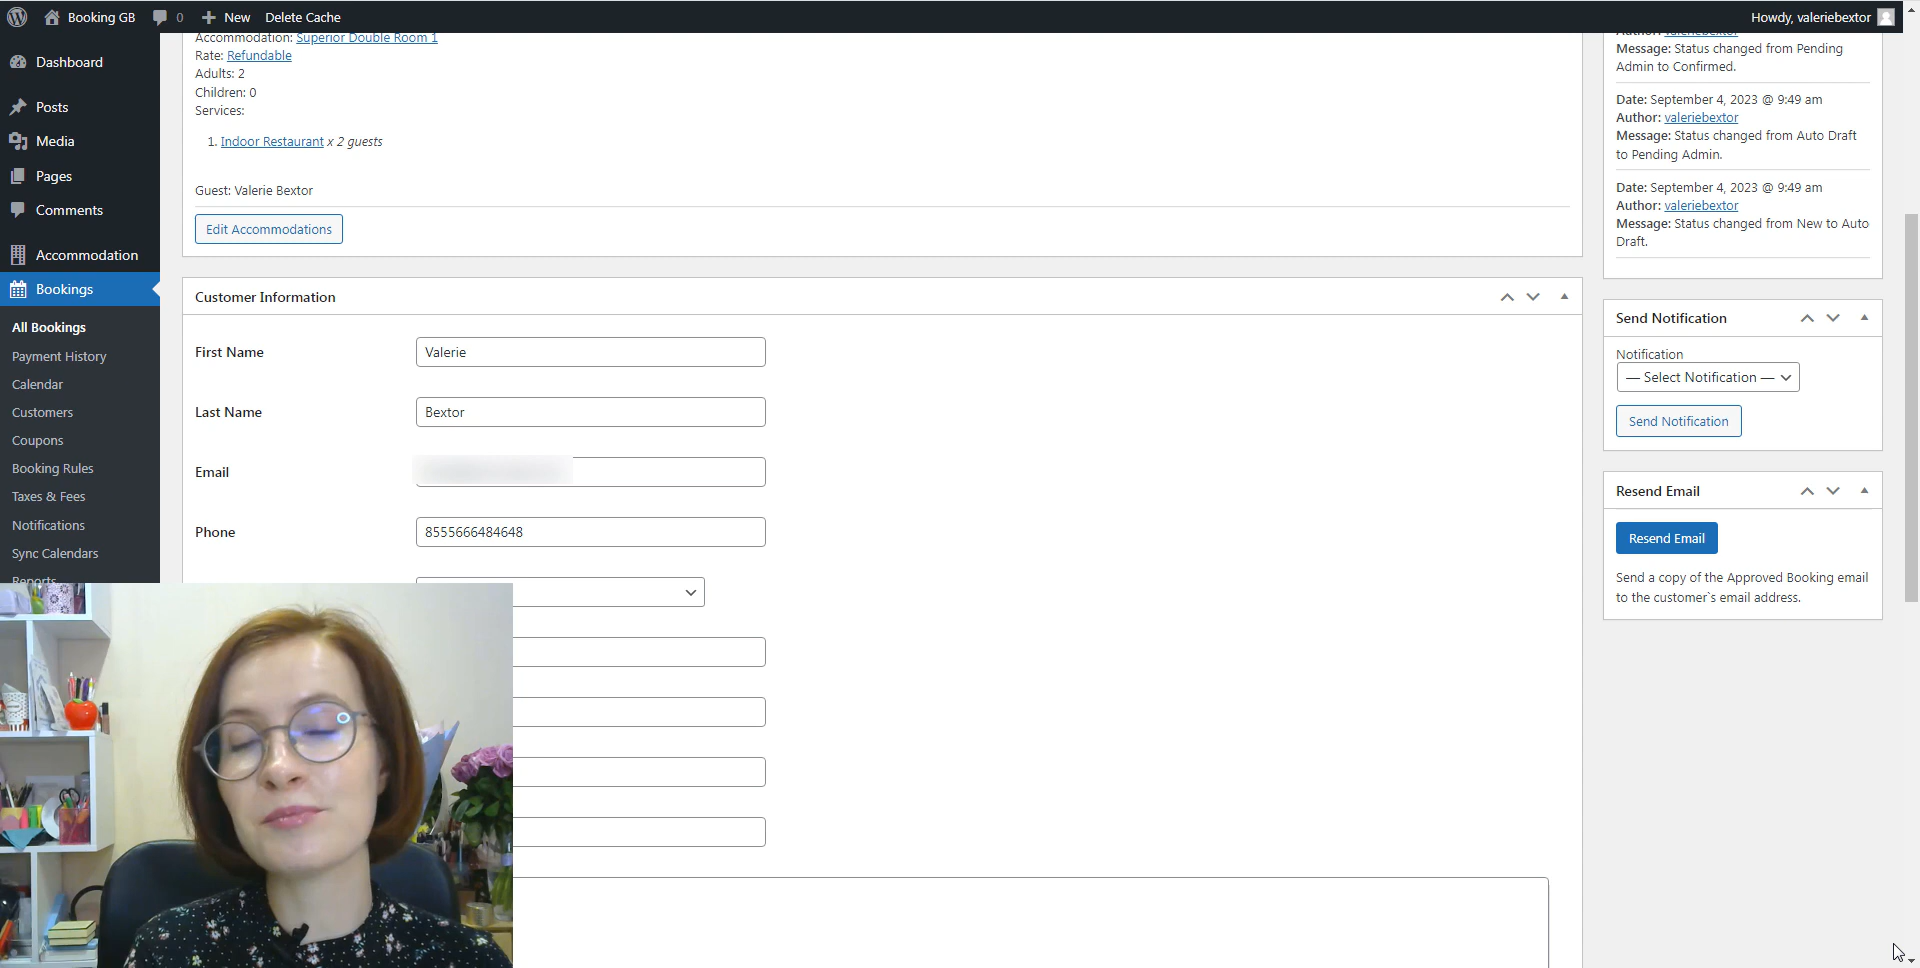 Booking GB
0
New
Delete Cache
Howdy, valeriebextor
Dashboard
Posts
Media
Pages
Comments
Accommodation
Bookings
All Bookings
Payment History
Calendar
Customers
Coupons
Booking Rules
Taxes & Fees
Notifications
Sync Calendars
Reports
Accommodation: Superior Double Room 1
Rate: Refundable
Adults: 2
Children: 0
Services:
1. Indoor Restaurant x 2 guests
Guest: Valerie Bextor
Edit Accommodations
Customer Information
First Name
Valerie
Last Name
Bextor
Email
Phone
8555666484648
Author: valeriebextor
Message: Status changed from Pending
Admin to Confirmed.
Date: September 4, 2023 @ 9:49 am
Author: valeriebextor
Message: Status changed from Auto Draft
to Pending Admin.
Date: September 4, 2023 @ 9:49 am
Author: valeriebextor
Message: Status changed from New to Auto
Draft.
Send Notification
Notification
— Select Notification —
Send Notification
Resend Email
Resend Email
Send a copy of the Approved Booking email
to the customer`s email address.